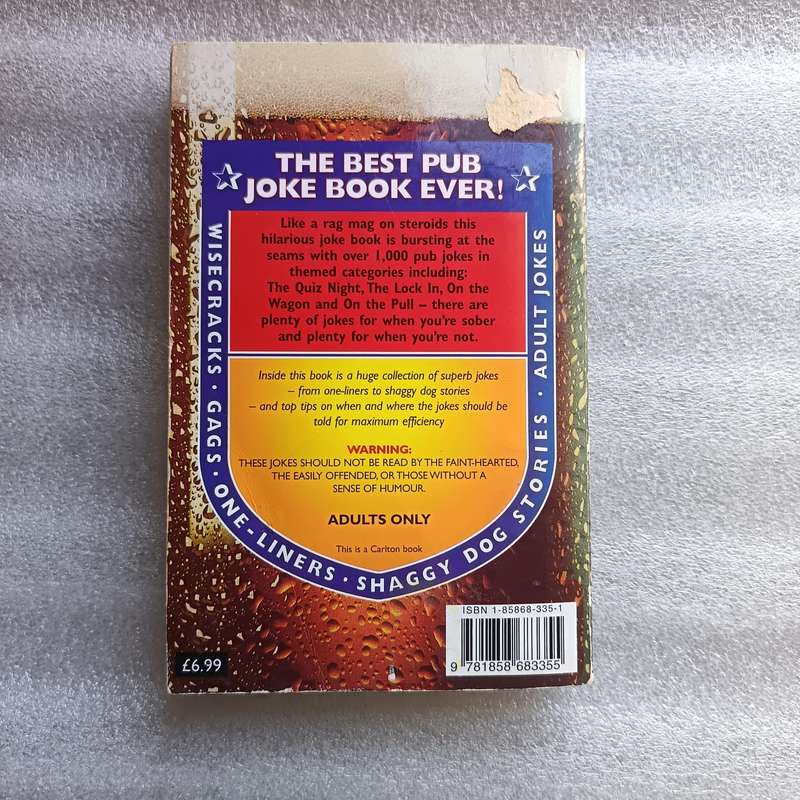 THE BEST PUB
JOKE BOOK EVER!
Like a rag mag on steroids this
hilarious joke book is bursting at the
seams with over 1,000 pub jokes in
themed categories including:
The Quiz Night, The Lock In, On the
Wagon and On the Pull – there are
plenty of jokes for when you're sober
and plenty for when you're not.
Inside this book is a huge collection of superb jokes
– from one-liners to shaggy dog stories
– and top tips on when and where the jokes should be
told for maximum efficiency
WARNING:
THESE JOKES SHOULD NOT BE READ BY THE FAINT-HEARTED,
THE EASILY OFFENDED, OR THOSE WITHOUT A
SENSE OF HUMOUR.
ADULTS ONLY
This is a Carlton book
WISECRACKS · GAGS · ONE-LINERS · SHAGGY DOG STORIES · ADULT JOKES
£6.99
ISBN 1-85868-335-1
9 781858 683355